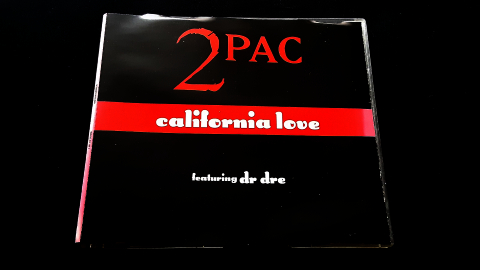 2PAC
california love
featuring dr dre